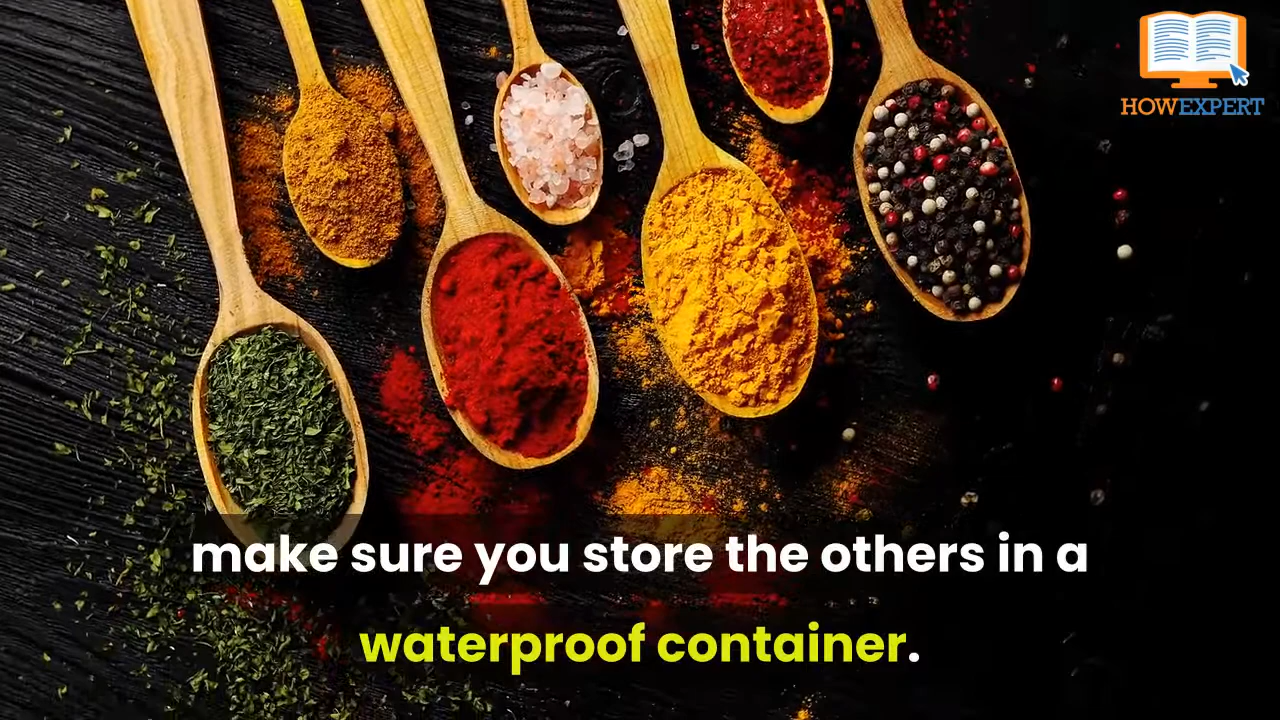 HOWEXPERT
make sure you store the others in a
waterproof container.